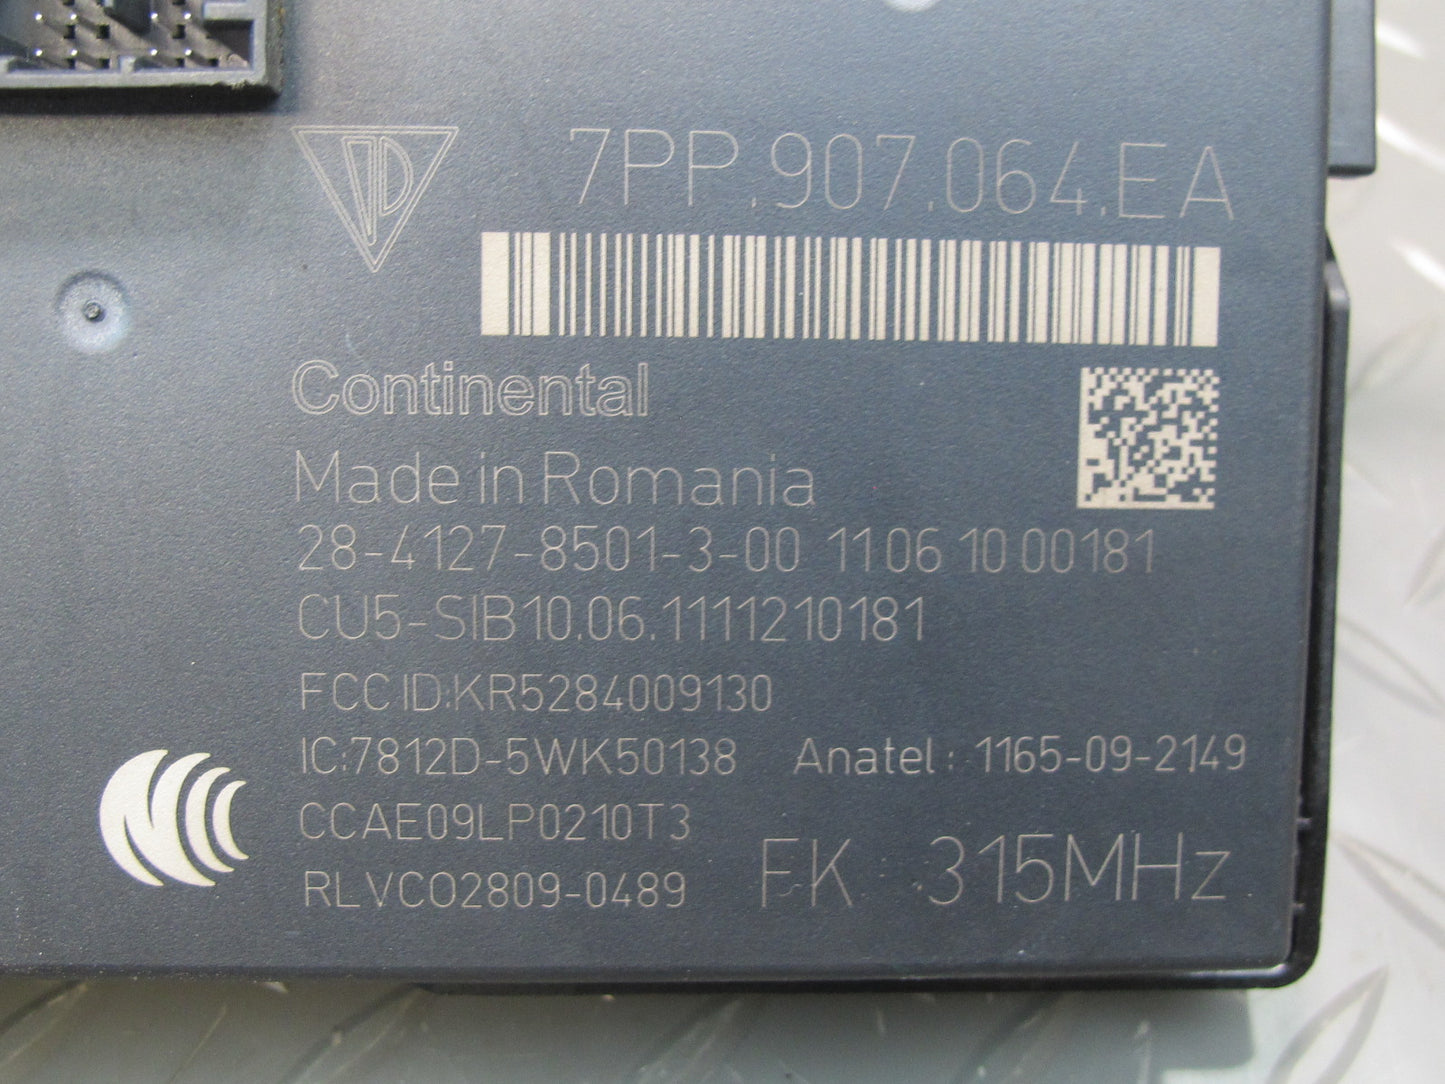 7PP.907.064.EA
Continental
Made in Romania
28-4127-8501-3-00 11 06 10 00181
CU5-SIB 10.06.1111210181
FCC ID:KR5284009130
IC:7812D-5WK50138 Anatel: 1165-09-2149
CCAE09LP0210T3
RLVCO2809-0489 FK 315MHz